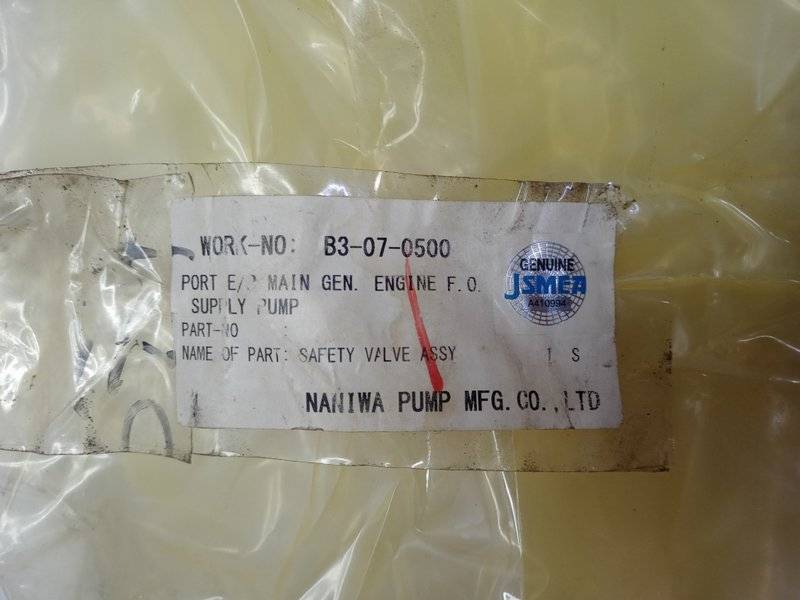 WORK-NO: B3-07-0500
PORT E/R MAIN GEN. ENGINE F.O.
SUPPLY PUMP
PART-NO
NAME OF PART: SAFETY VALVE ASSY 1 S
NANIWA PUMP MFG.CO.,LTD
GENUINE
JSMEA
A410994